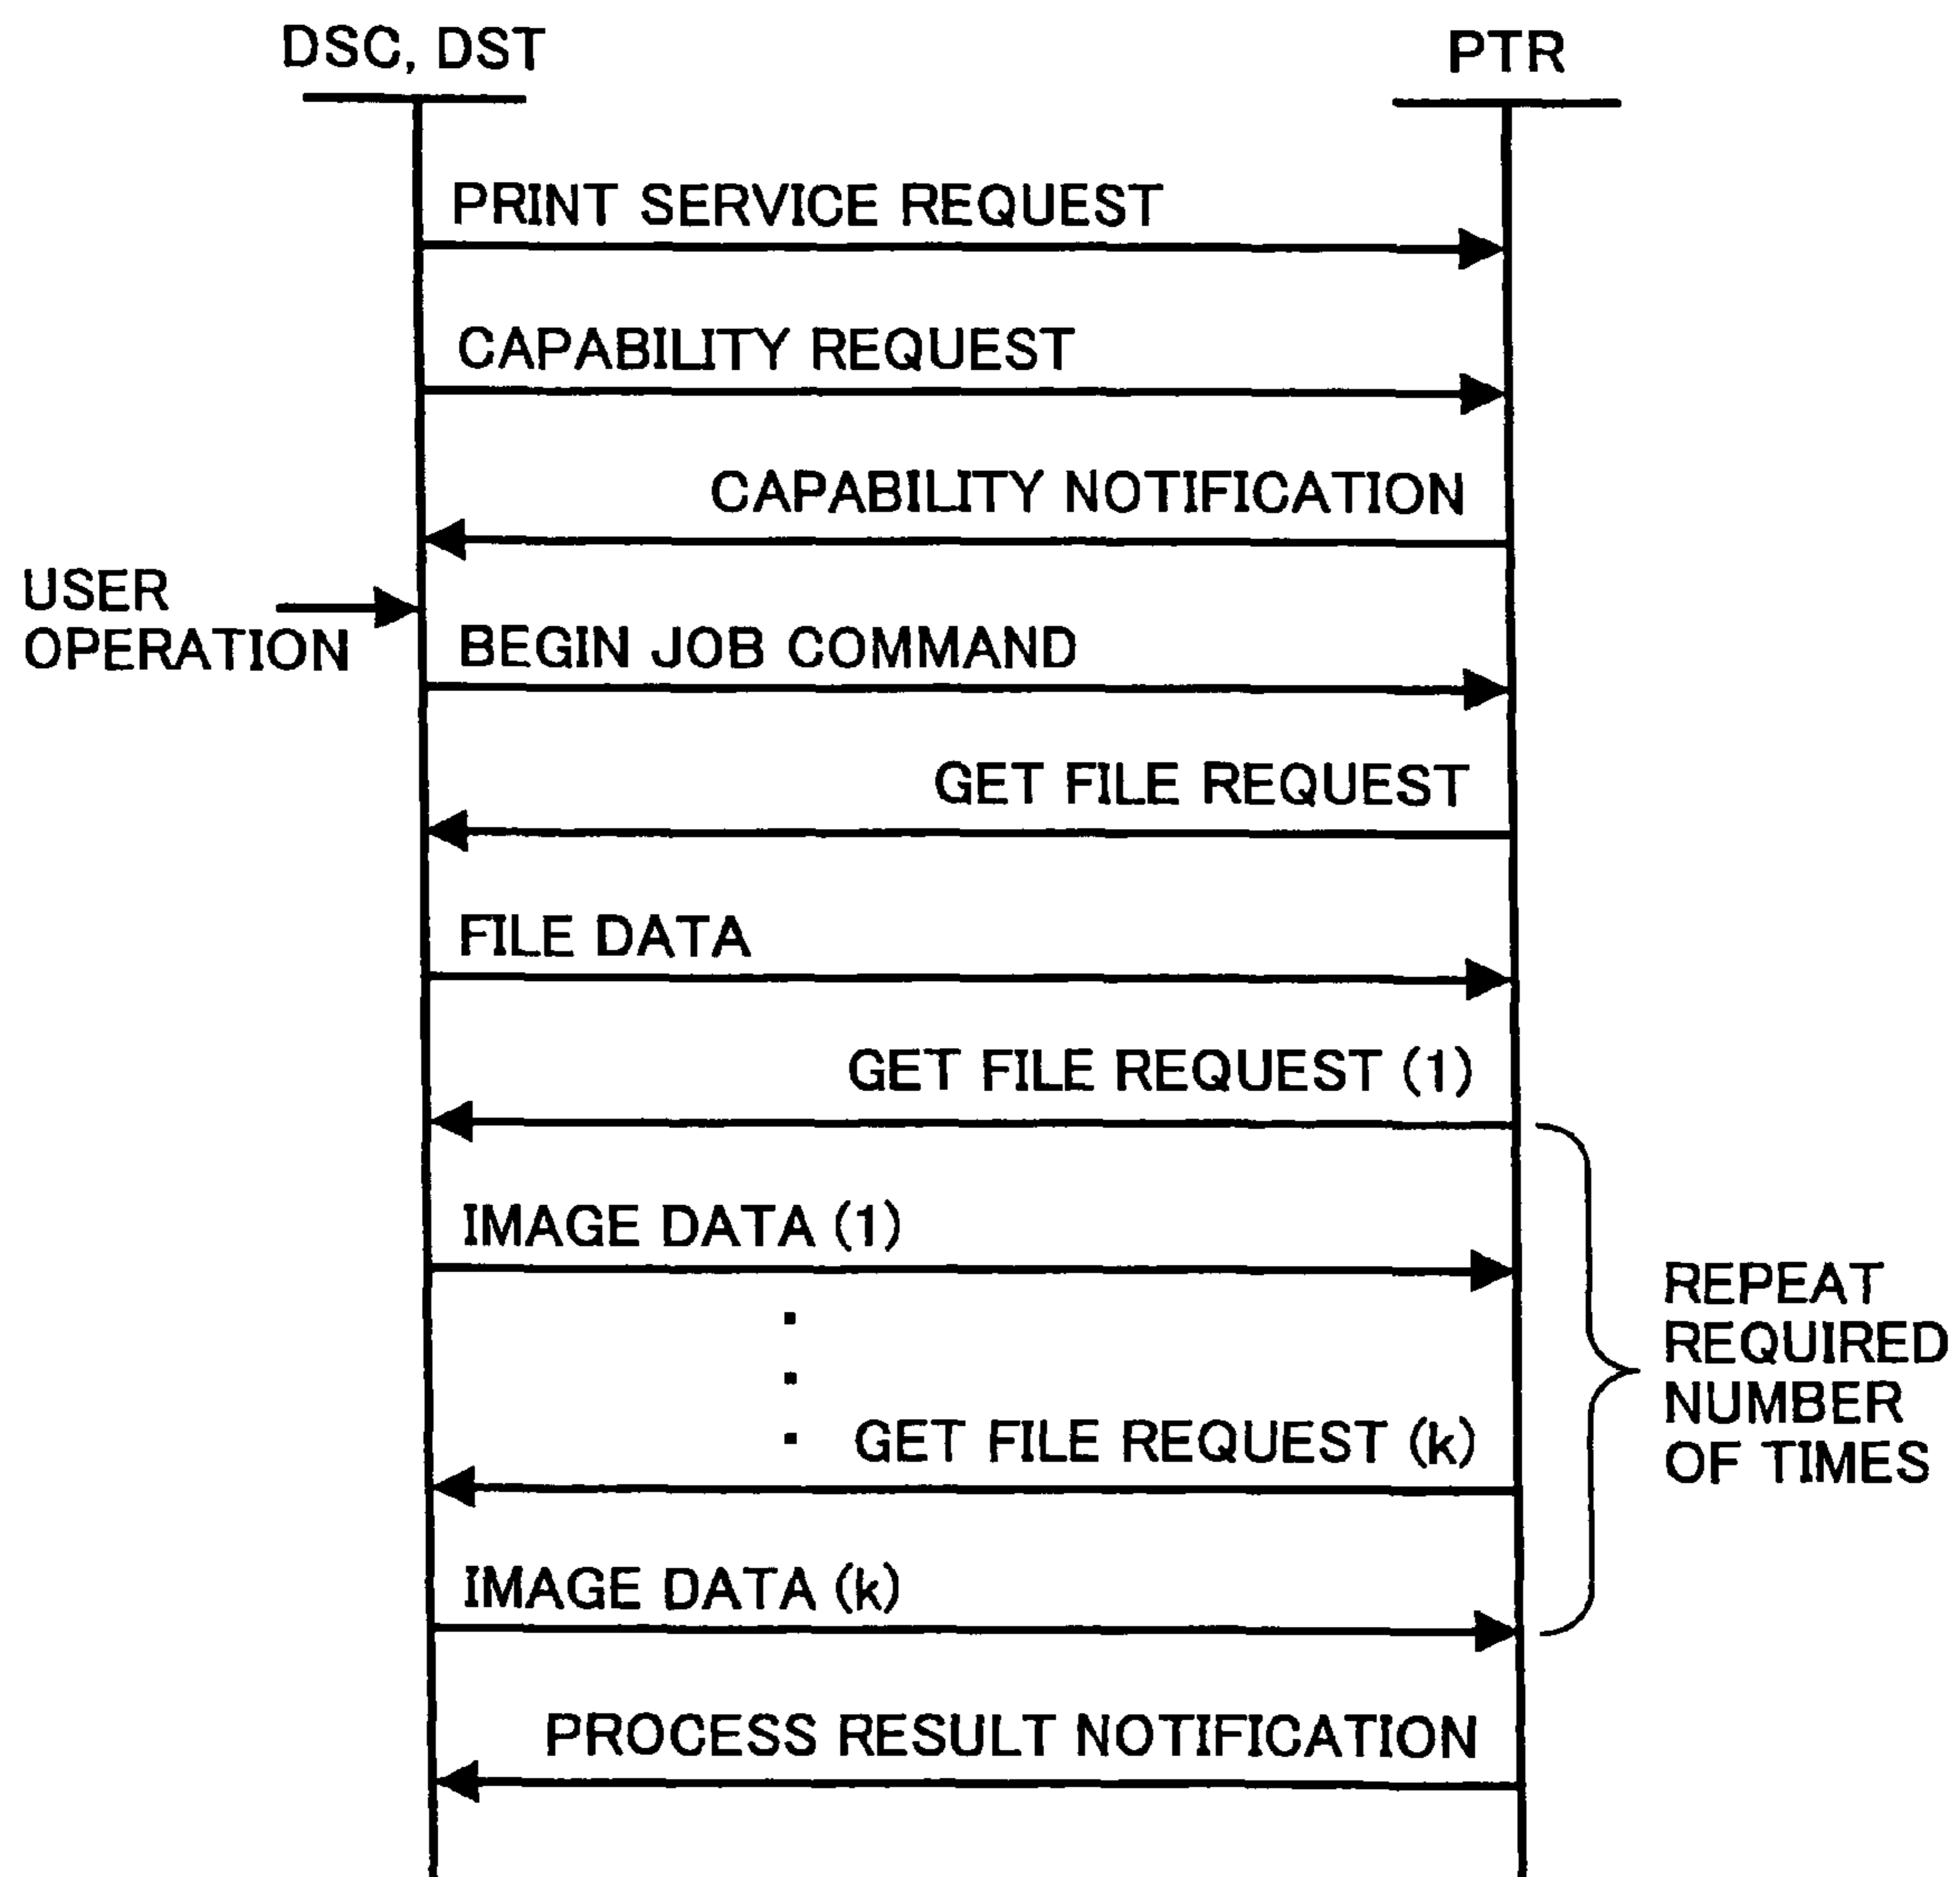 DSC, DST
PTR
PRINT SERVICE REQUEST
CAPABILITY REQUEST
CAPABILITY NOTIFICATION
USER
OPERATION
BEGIN JOB COMMAND
GET FILE REQUEST
FILE DATA
GET FILE REQUEST (1)
IMAGE DATA (1)
REPEAT
REQUIRED
NUMBER
OF TIMES
GET FILE REQUEST (k)
IMAGE DATA (k)
PROCESS RESULT NOTIFICATION